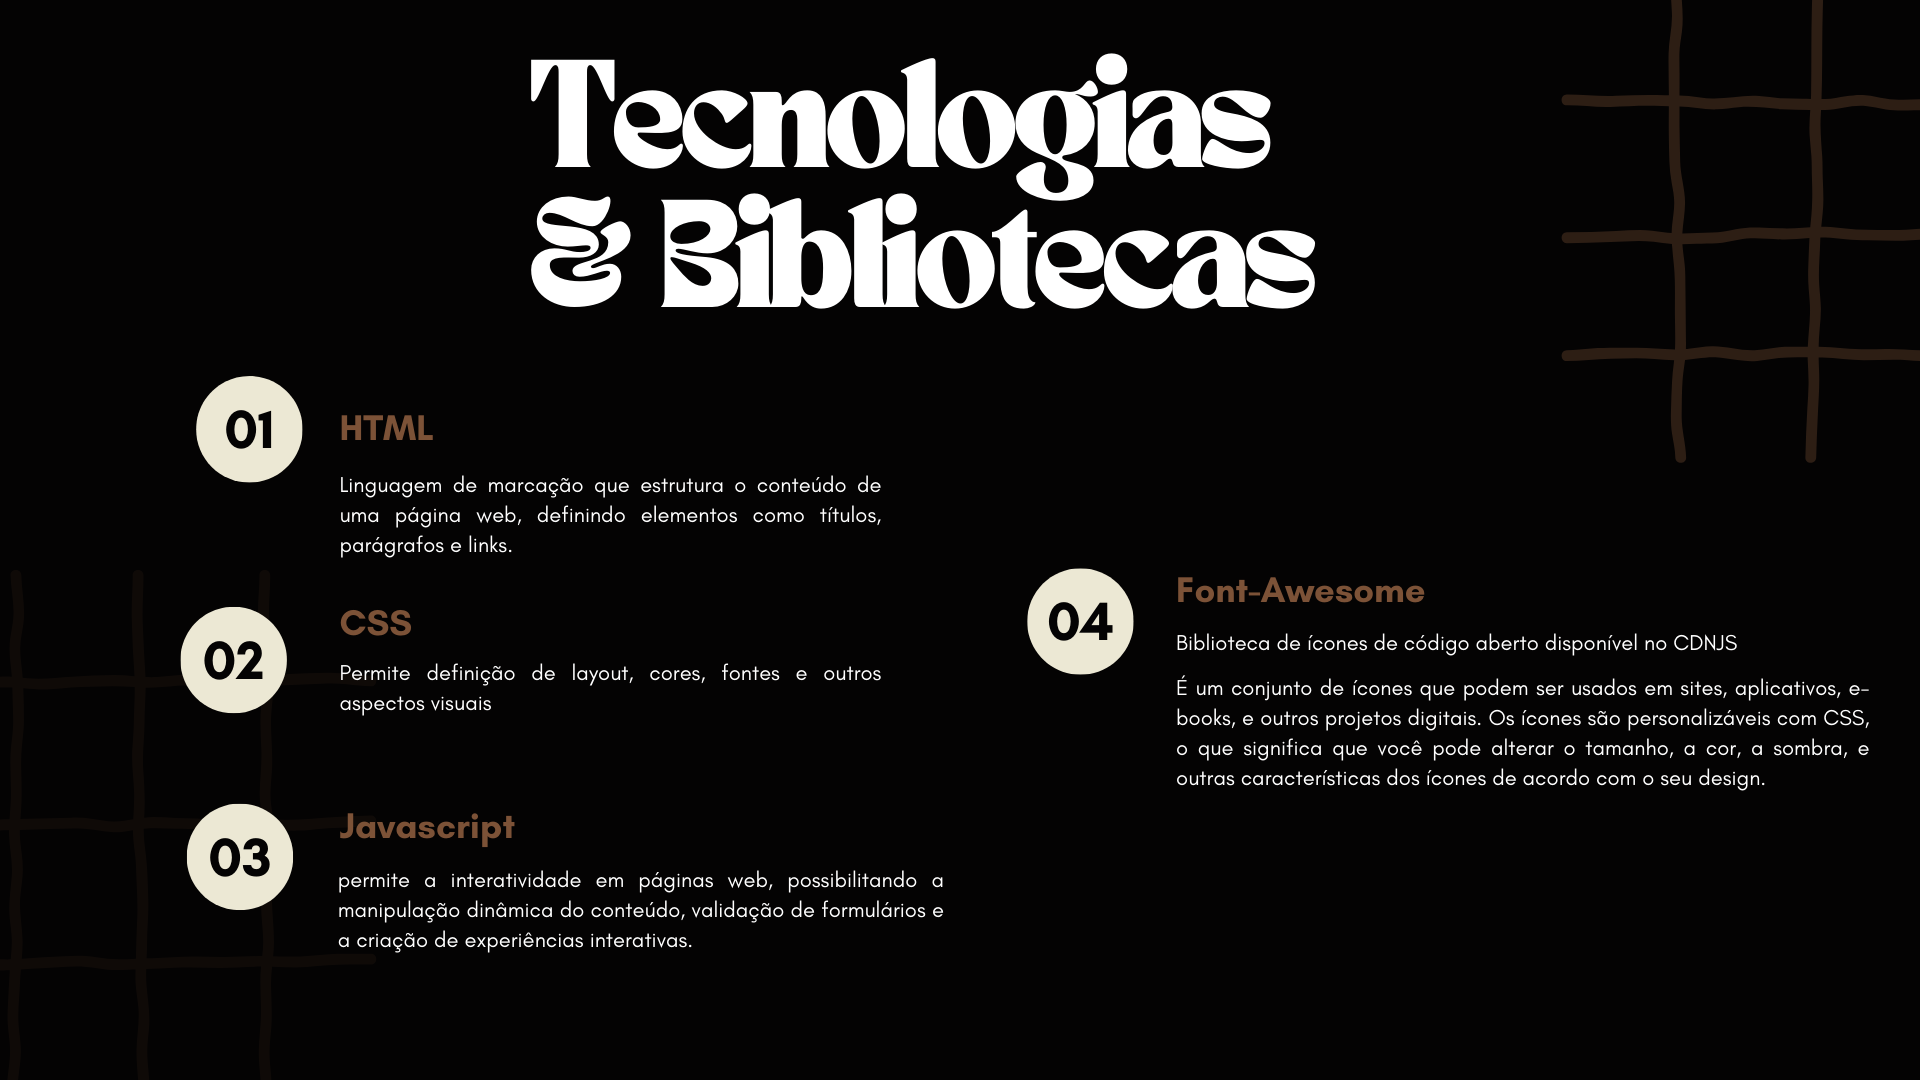 Tecnologias
& Bibliotecas
01
HTML
Linguagem de marcação que estrutura o conteúdo de
uma página web, definindo elementos como títulos,
parágrafos e links.
02
CSS
Permite definição de layout, cores, fontes e outros
aspectos visuais
03
Javascript
permite a interatividade em páginas web, possibilitando a
manipulação dinâmica do conteúdo, validação de formulários e
a criação de experiências interativas.
04
Font-Awesome
Biblioteca de ícones de código aberto disponível no CDNJS
É um conjunto de ícones que podem ser usados em sites, aplicativos, e-
books, e outros projetos digitais. Os ícones são personalizáveis com CSS,
o que significa que você pode alterar o tamanho, a cor, a sombra, e
outras características dos ícones de acordo com o seu design.